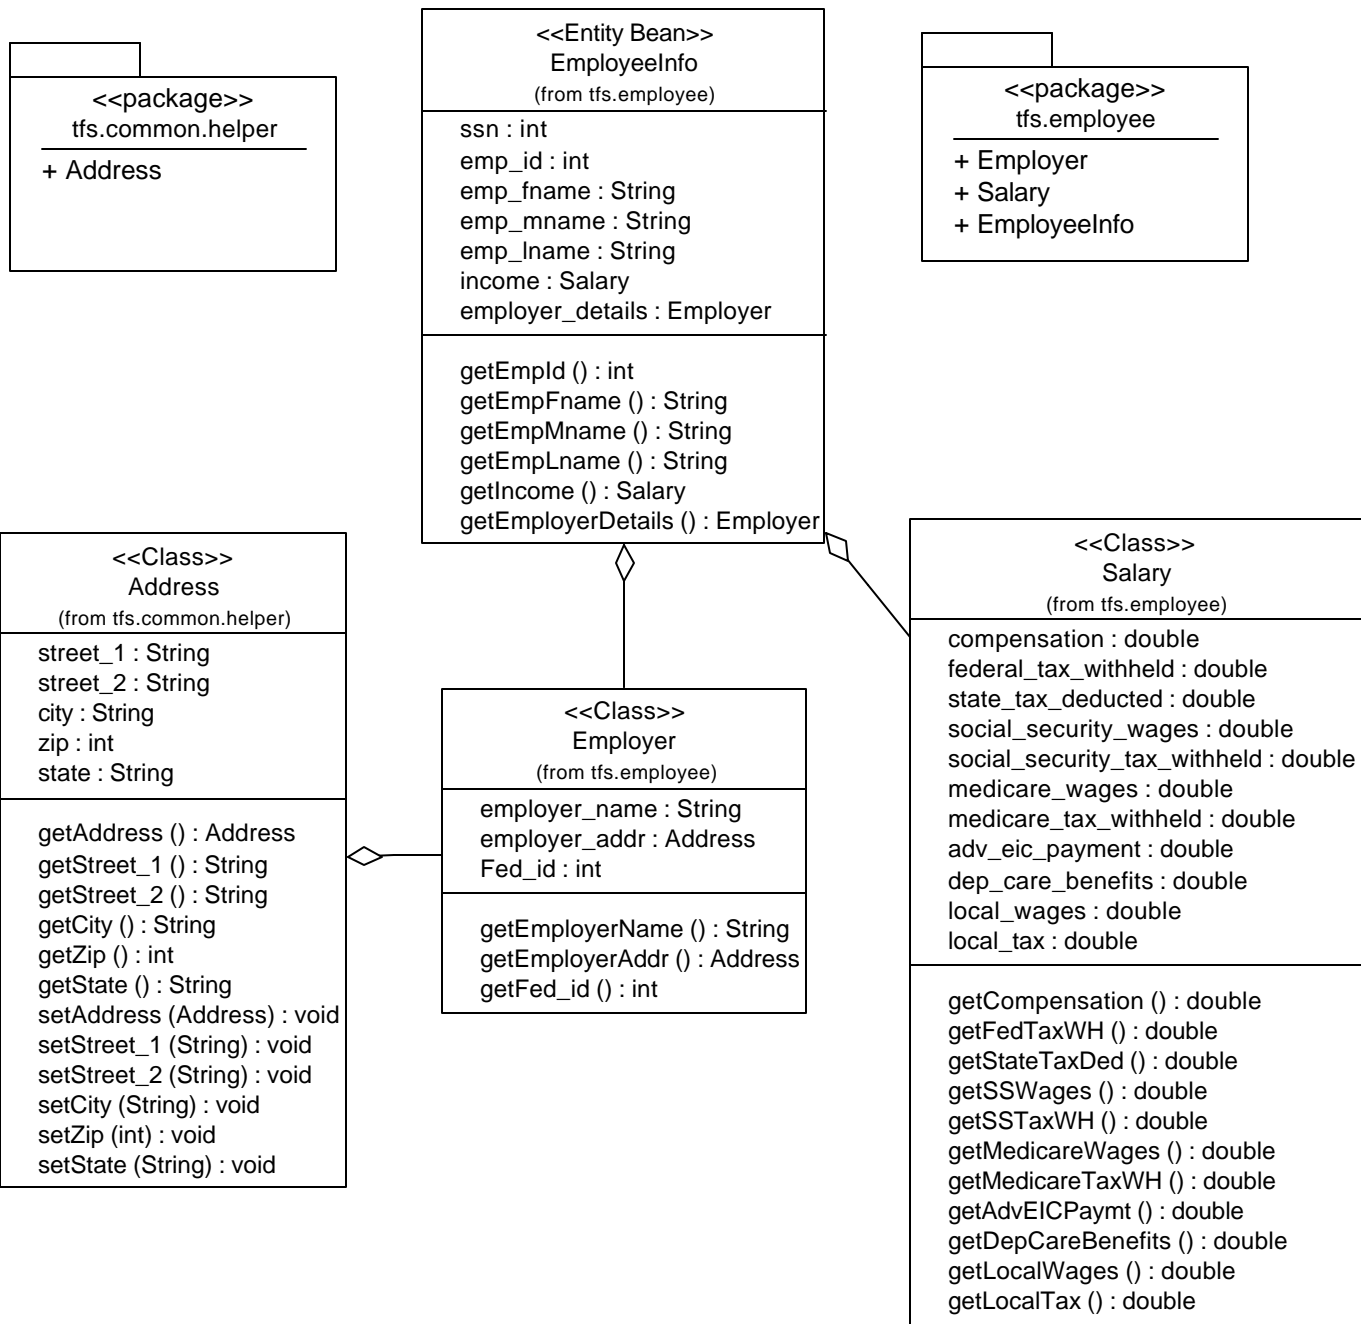 <<package>>
tfs.common.helper
+ Address
<<Entity Bean>>
EmployeeInfo
(from tfs.employee)
ssn : int
emp_id : int
emp_fname : String
emp_mname : String
emp_lname : String
income : Salary
employer_details : Employer
getEmpId () : int
getEmpFname () : String
getEmpMname () : String
getEmpLname () : String
getIncome () : Salary
getEmployerDetails () : Employer
<<package>>
tfs.employee
+ Employer
+ Salary
+ EmployeeInfo
<<Class>>
Address
(from tfs.common.helper)
street_1 : String
street_2 : String
city : String
zip : int
state : String
getAddress () : Address
getStreet_1 () : String
getStreet_2 () : String
getCity () : String
getZip () : int
getState () : String
setAddress (Address) : void
setStreet_1 (String) : void
setStreet_2 (String) : void
setCity (String) : void
setZip (int) : void
setState (String) : void
<<Class>>
Employer
(from tfs.employee)
employer_name : String
employer_addr : Address
Fed_id : int
getEmployerName () : String
getEmployerAddr () : Address
getFed_id () : int
<<Class>>
Salary
(from tfs.employee)
compensation : double
federal_tax_withheld : double
state_tax_deducted : double
social_security_wages : double
social_security_tax_withheld : double
medicare_wages : double
medicare_tax_withheld : double
adv_eic_payment : double
dep_care_benefits : double
local_wages : double
local_tax : double
getCompensation () : double
getFedTaxWH () : double
getStateTaxDed () : double
getSSWages () : double
getSSTaxWH () : double
getMedicareWages () : double
getMedicareTaxWH () : double
getAdvEICPaymt () : double
getDepCareBenefits () : double
getLocalWages () : double
getLocalTax () : double